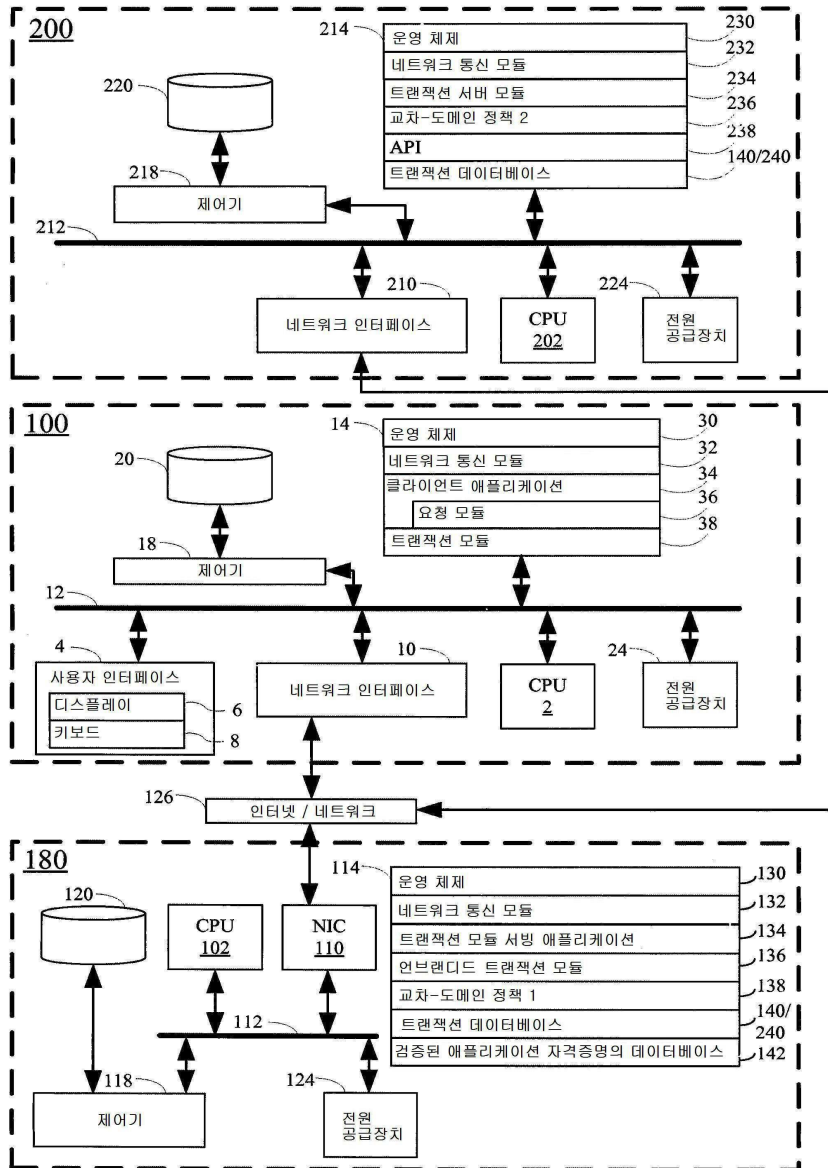 200
214
운영 체제
230
네트워크 통신 모듈
232
트랜잭션 서버 모듈
234
교차-도메인 정책 2
236
API
238
트랜잭션 데이터베이스
140/240
220
218
제어기
212
210
네트워크 인터페이스
CPU
202
224
전원
공급장치
100
14
운영 체제
30
네트워크 통신 모듈
32
클라이언트 애플리케이션
34
요청 모듈
36
트랜잭션 모듈
38
20
18
제어기
12
4
사용자 인터페이스
디스플레이
6
키보드
8
10
네트워크 인터페이스
CPU
2
24
전원
공급장치
126
인터넷 / 네트워크
180
114
운영 체제
130
네트워크 통신 모듈
132
트랜잭션 모듈 서빙 애플리케이션
134
언브랜디드 트랜잭션 모듈
136
교차-도메인 정책 1
138
트랜잭션 데이터베이스
140/
240
검증된 애플리케이션 자격증명의 데이터베이스
142
120
CPU
102
NIC
110
112
118
제어기
124
전원
공급장치